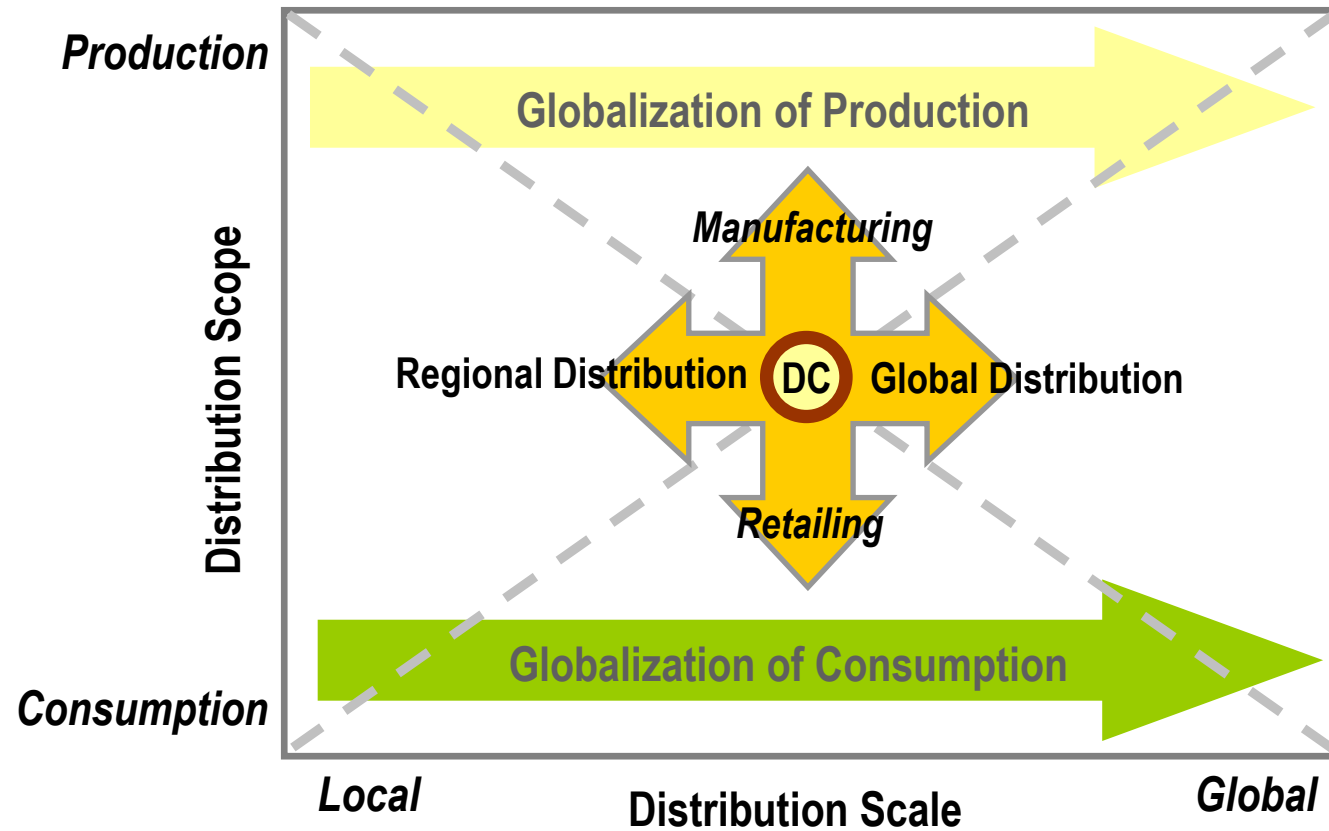 Production
Globalization of Production
Manufacturing
Distribution Scope
Regional Distribution
DC
Global Distribution
Retailing
Globalization of Consumption
Consumption
Local
Distribution Scale
Global